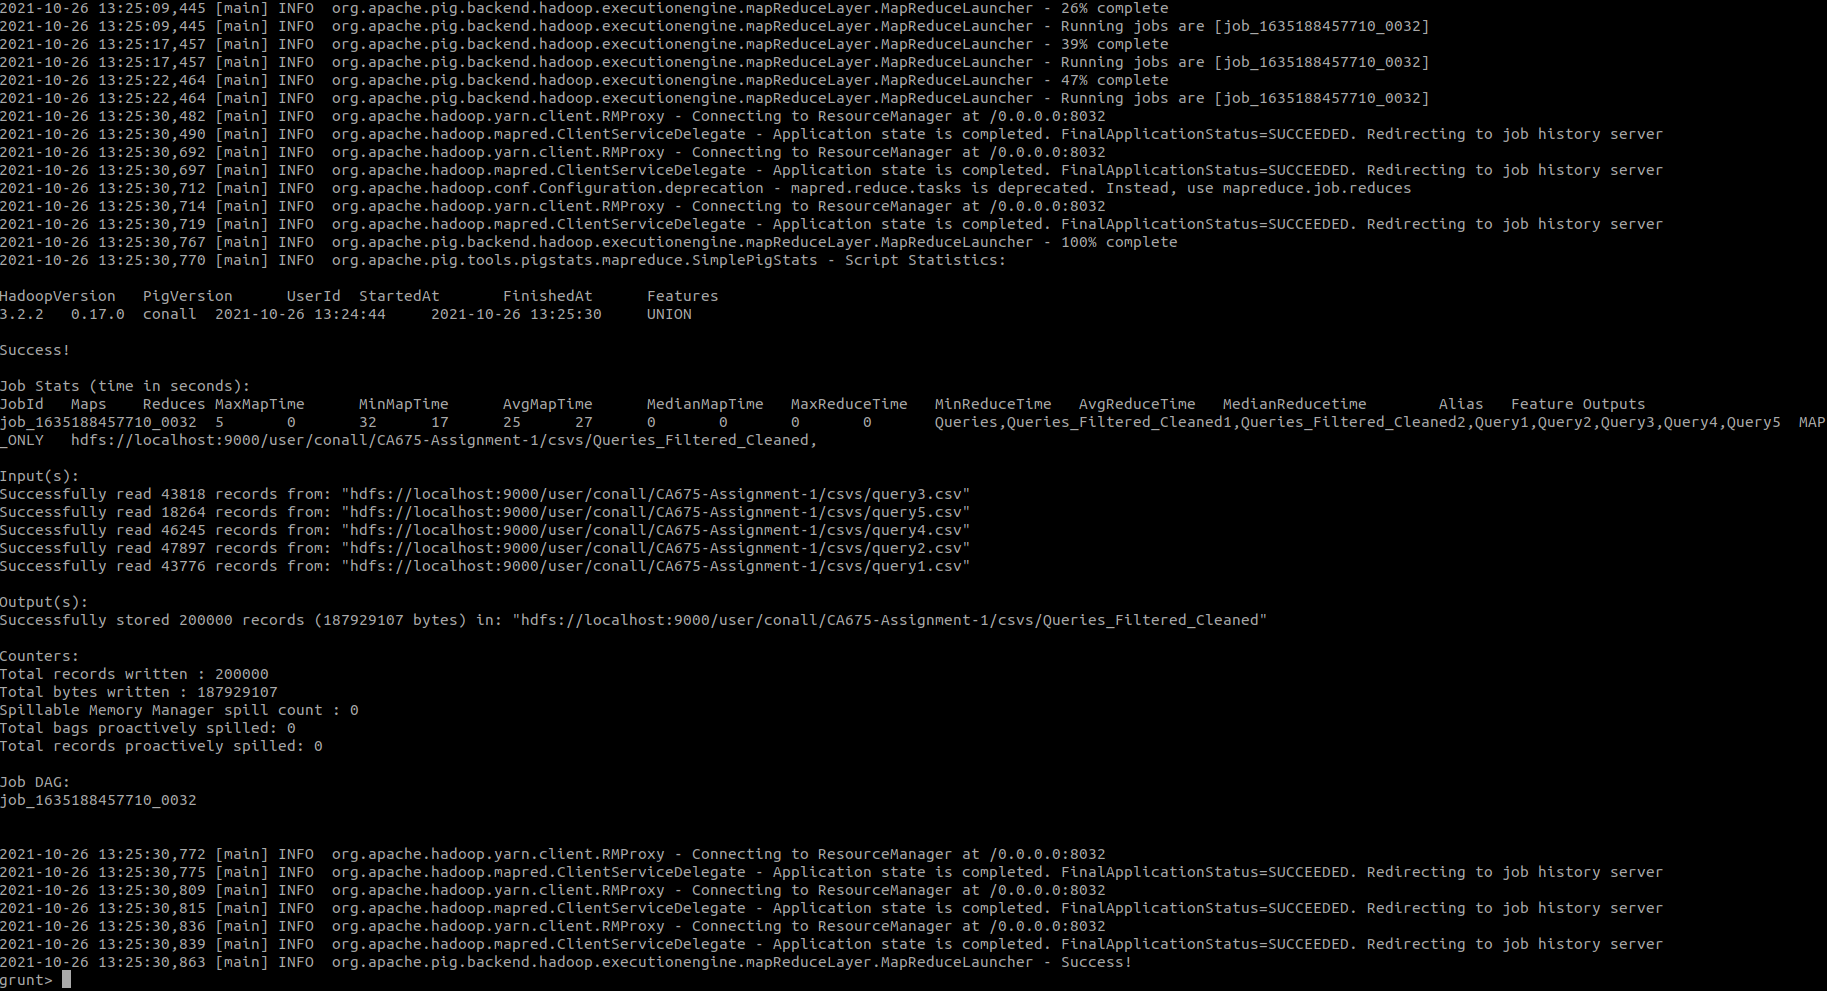 2021-10-26 13:25:09,445 [main] INFO  org.apache.pig.backend.hadoop.executionengine.mapReduceLayer.MapReduceLauncher - 26% complete
2021-10-26 13:25:09,445 [main] INFO  org.apache.pig.backend.hadoop.executionengine.mapReduceLayer.MapReduceLauncher - Running jobs are [job_1635188457710_0032]
2021-10-26 13:25:17,457 [main] INFO  org.apache.pig.backend.hadoop.executionengine.mapReduceLayer.MapReduceLauncher - 39% complete
2021-10-26 13:25:17,457 [main] INFO  org.apache.pig.backend.hadoop.executionengine.mapReduceLayer.MapReduceLauncher - Running jobs are [job_1635188457710_0032]
2021-10-26 13:25:22,464 [main] INFO  org.apache.pig.backend.hadoop.executionengine.mapReduceLayer.MapReduceLauncher - 47% complete
2021-10-26 13:25:22,464 [main] INFO  org.apache.pig.backend.hadoop.executionengine.mapReduceLayer.MapReduceLauncher - Running jobs are [job_1635188457710_0032]
2021-10-26 13:25:30,482 [main] INFO  org.apache.hadoop.yarn.client.RMProxy - Connecting to ResourceManager at /0.0.0.0:8032
2021-10-26 13:25:30,490 [main] INFO  org.apache.hadoop.mapred.ClientServiceDelegate - Application state is completed. FinalApplicationStatus=SUCCEEDED. Redirecting to job history server
2021-10-26 13:25:30,692 [main] INFO  org.apache.hadoop.yarn.client.RMProxy - Connecting to ResourceManager at /0.0.0.0:8032
2021-10-26 13:25:30,697 [main] INFO  org.apache.hadoop.mapred.ClientServiceDelegate - Application state is completed. FinalApplicationStatus=SUCCEEDED. Redirecting to job history server
2021-10-26 13:25:30,712 [main] INFO  org.apache.hadoop.conf.Configuration.deprecation - mapred.reduce.tasks is deprecated. Instead, use mapreduce.job.reduces
2021-10-26 13:25:30,714 [main] INFO  org.apache.hadoop.yarn.client.RMProxy - Connecting to ResourceManager at /0.0.0.0:8032
2021-10-26 13:25:30,719 [main] INFO  org.apache.hadoop.mapred.ClientServiceDelegate - Application state is completed. FinalApplicationStatus=SUCCEEDED. Redirecting to job history server
2021-10-26 13:25:30,767 [main] INFO  org.apache.pig.backend.hadoop.executionengine.mapReduceLayer.MapReduceLauncher - 100% complete
2021-10-26 13:25:30,770 [main] INFO  org.apache.pig.tools.pigstats.mapreduce.SimplePigStats - Script Statistics:
HadoopVersion   PigVersion      UserId  StartedAt       FinishedAt      Features
3.2.2   0.17.0  conall  2021-10-26 13:24:44     2021-10-26 13:25:30     UNION
Success!
Job Stats (time in seconds):
JobId   Maps    Reduces MaxMapTime      MinMapTime      AvgMapTime      MedianMapTime   MaxReduceTime   MinReduceTime   AvgReduceTime   MedianReducetime        Alias   Feature Outputs
job_1635188457710_0032  5       0       32      17      25      27      0       0       0       0       Queries,Queries_Filtered_Cleaned1,Queries_Filtered_Cleaned2,Query1,Query2,Query3,Query4,Query5  MAP
_ONLY   hdfs://localhost:9000/user/conall/CA675-Assignment-1/csvs/Queries_Filtered_Cleaned,
Input(s):
Successfully read 43818 records from: "hdfs://localhost:9000/user/conall/CA675-Assignment-1/csvs/query3.csv"
Successfully read 18264 records from: "hdfs://localhost:9000/user/conall/CA675-Assignment-1/csvs/query5.csv"
Successfully read 46245 records from: "hdfs://localhost:9000/user/conall/CA675-Assignment-1/csvs/query4.csv"
Successfully read 47897 records from: "hdfs://localhost:9000/user/conall/CA675-Assignment-1/csvs/query2.csv"
Successfully read 43776 records from: "hdfs://localhost:9000/user/conall/CA675-Assignment-1/csvs/query1.csv"
Output(s):
Successfully stored 200000 records (187929107 bytes) in: "hdfs://localhost:9000/user/conall/CA675-Assignment-1/csvs/Queries_Filtered_Cleaned"
Counters:
Total records written : 200000
Total bytes written : 187929107
Spillable Memory Manager spill count : 0
Total bags proactively spilled: 0
Total records proactively spilled: 0
Job DAG:
job_1635188457710_0032
2021-10-26 13:25:30,772 [main] INFO  org.apache.hadoop.yarn.client.RMProxy - Connecting to ResourceManager at /0.0.0.0:8032
2021-10-26 13:25:30,775 [main] INFO  org.apache.hadoop.mapred.ClientServiceDelegate - Application state is completed. FinalApplicationStatus=SUCCEEDED. Redirecting to job history server
2021-10-26 13:25:30,809 [main] INFO  org.apache.hadoop.yarn.client.RMProxy - Connecting to ResourceManager at /0.0.0.0:8032
2021-10-26 13:25:30,815 [main] INFO  org.apache.hadoop.mapred.ClientServiceDelegate - Application state is completed. FinalApplicationStatus=SUCCEEDED. Redirecting to job history server
2021-10-26 13:25:30,836 [main] INFO  org.apache.hadoop.yarn.client.RMProxy - Connecting to ResourceManager at /0.0.0.0:8032
2021-10-26 13:25:30,839 [main] INFO  org.apache.hadoop.mapred.ClientServiceDelegate - Application state is completed. FinalApplicationStatus=SUCCEEDED. Redirecting to job history server
2021-10-26 13:25:30,863 [main] INFO  org.apache.pig.backend.hadoop.executionengine.mapReduceLayer.MapReduceLauncher - Success!
grunt>